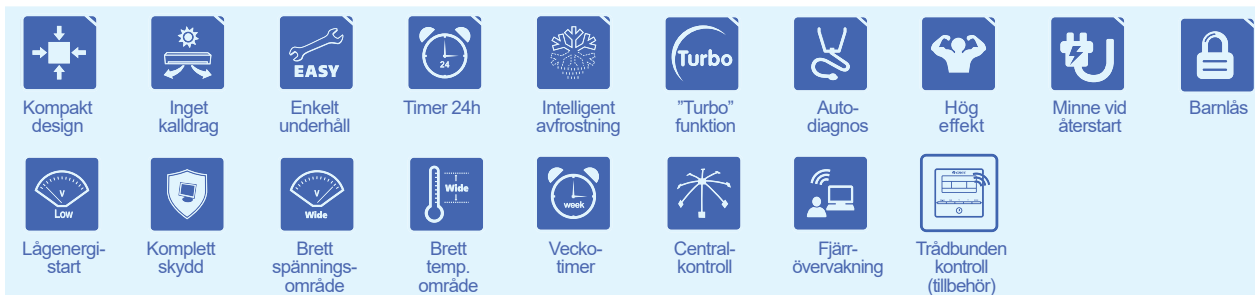 EASY
24
Turbo
Kompakt
design
Inget
kalldrag
Enkelt
underhåll
Timer 24h
Intelligent
avfrostning
”Turbo”
funktion
Auto-
diagnos
Hög
effekt
Minne vid
återstart
Barnlås
V
Low
V
Wide
Wide
week
Lågenergi-
start
Komplett
skydd
Brett
spännings-
område
Brett
temp.
område
Vecko-
timer
Central-
kontroll
Fjärr-
övervakning
Trådbunden
kontroll
(tillbehör)